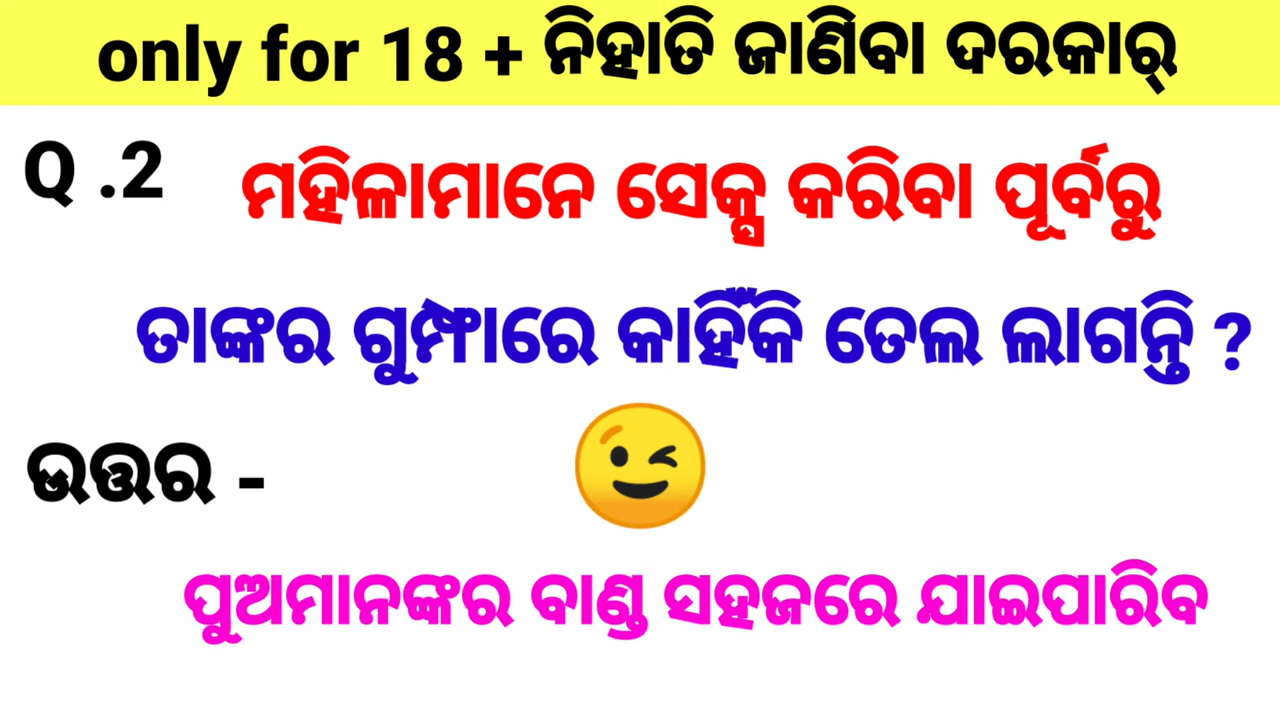 only for 18 + ନିହାତି ଜାଣିବା ଦରକାର୍
Q .2 ମହିଳାମାନେ ସେକ୍ସ କରିବା ପୂର୍ବରୁ
ତାଙ୍କର ଗୁମ୍ଫାରେ କାହିଁକି ତେଲ ଲାଗନ୍ତି ?
ଉତ୍ତର -
ପୁଅମାନଙ୍କର ବାଣ୍ଡ ସହଜରେ ଯାଇପାରିବ